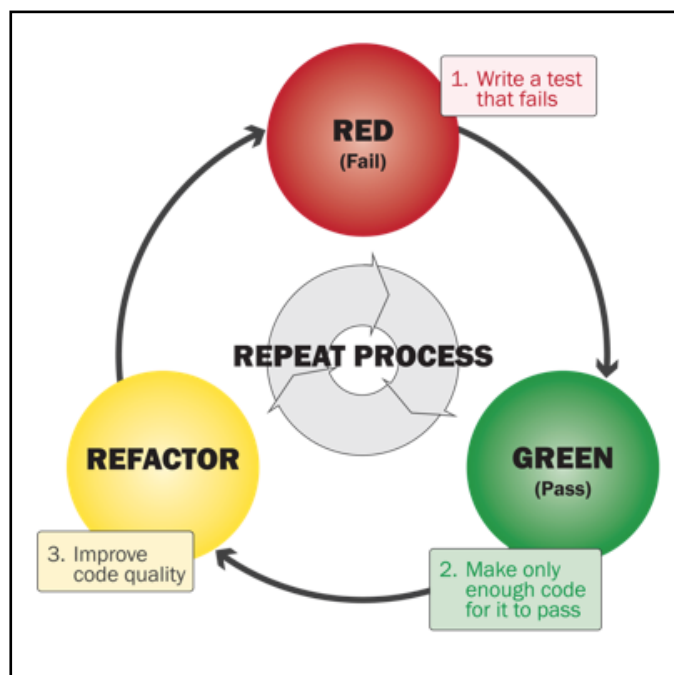 1. Write a test
that fails
RED
(Fail)
REPEAT PROCESS
REFACTOR
GREEN
(Pass)
3. Improve
code quality
2. Make only
enough code
for it to pass